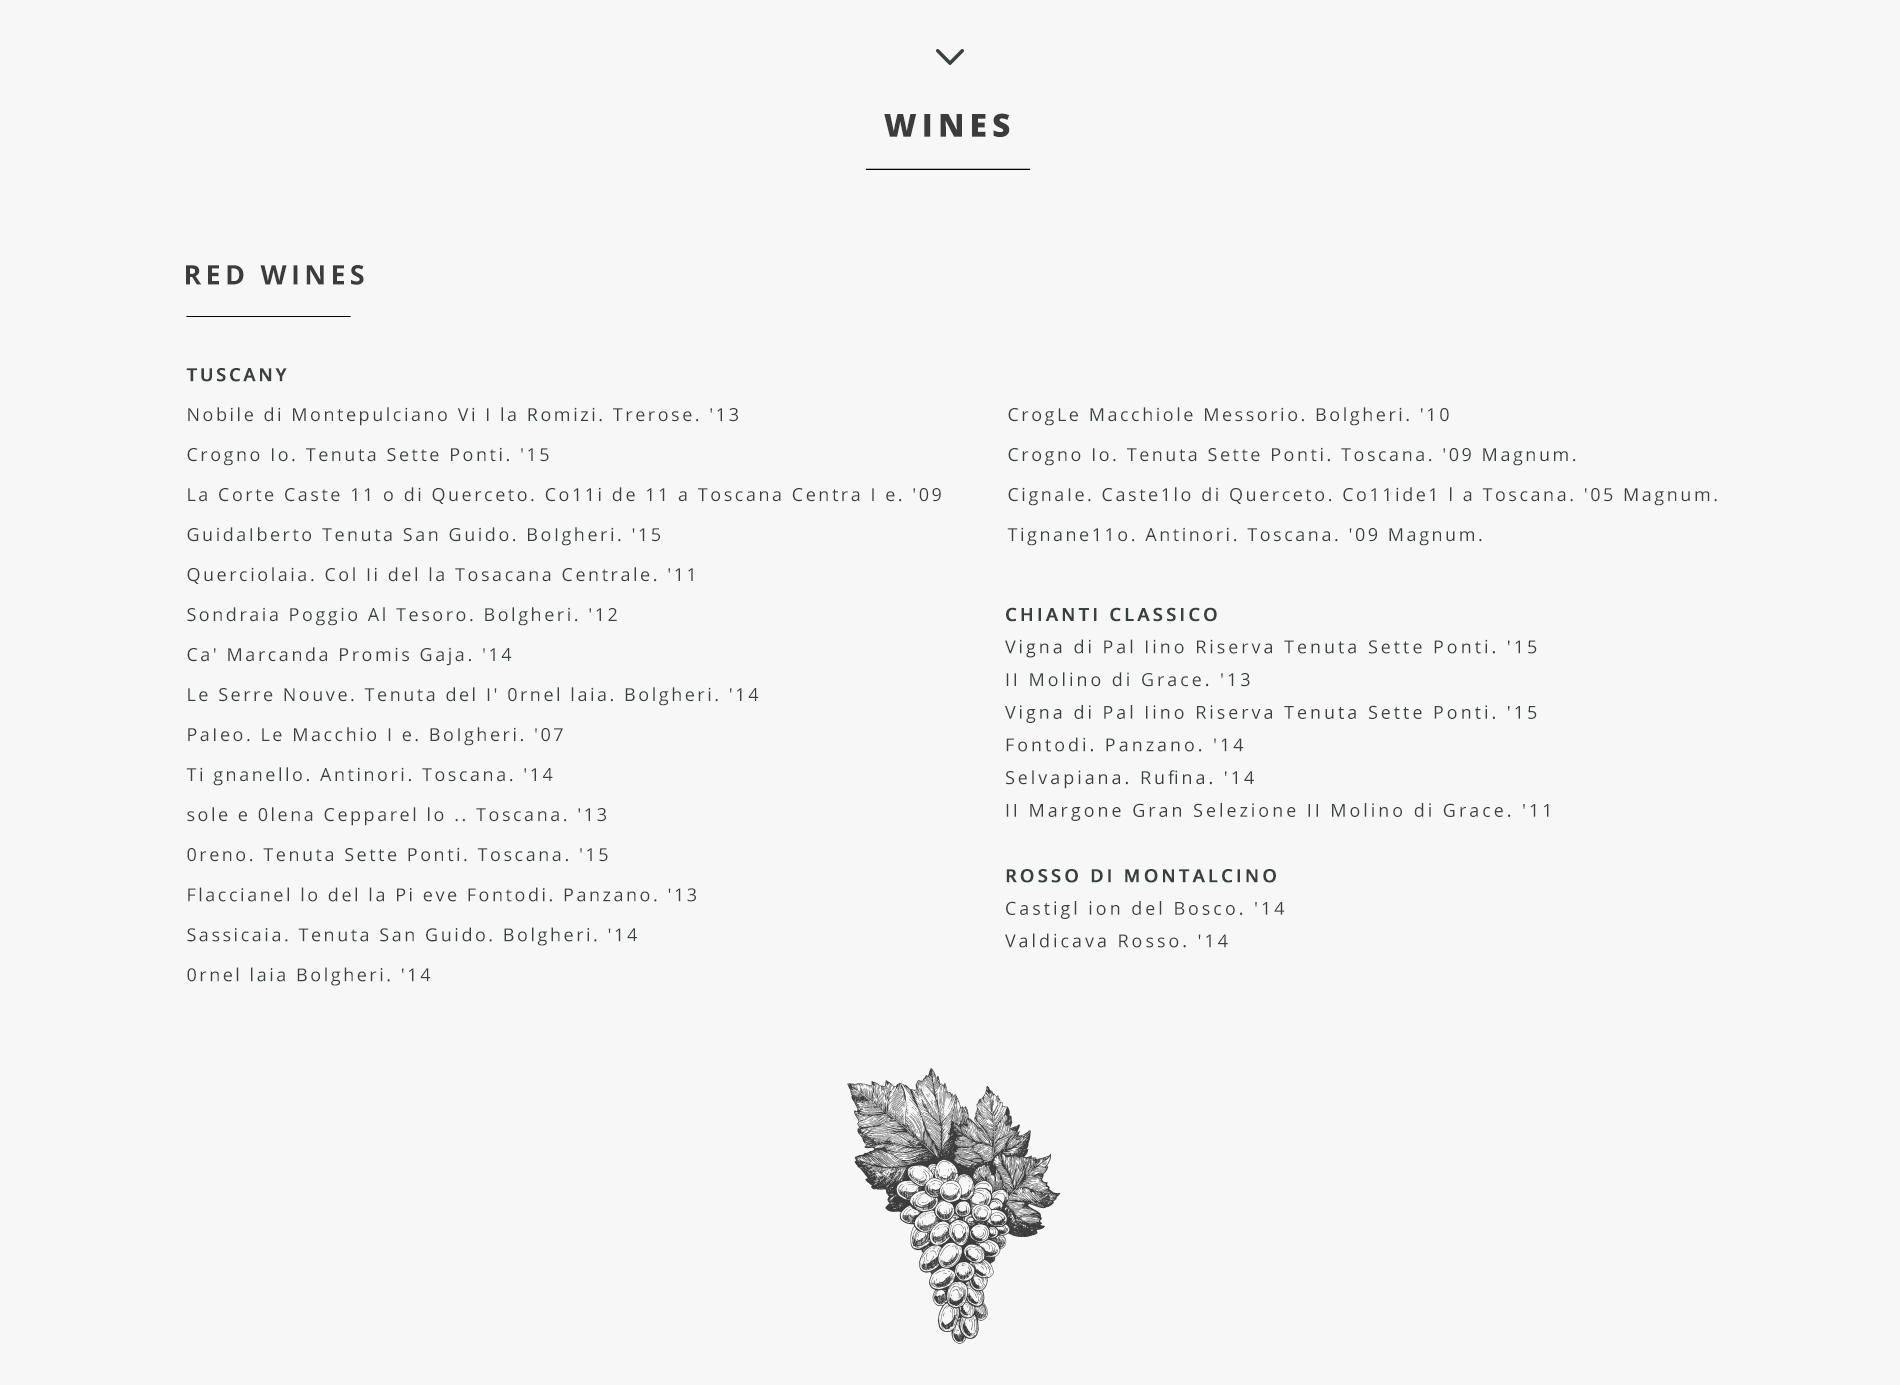 WINES
RED WINES
TUSCANY
Nobile di Montepulciano Vi I la Romizi. Trerose. '13
Crogno Io. Tenuta Sette Ponti. '15
La Corte Caste 11 o di Querceto. Co11i de 11 a Toscana Centra I e. '09
GuidaIberto Tenuta San Guido. BoIgheri. '15
Querciolaia. Col Ii del la Tosacana Centrale. '11
Sondraia Poggio Al Tesoro. Bolgheri. '12
Ca' Marcanda Promis Gaja. '14
Le Serre Nouve. Tenuta del I' 0rnel laia. Bolgheri. '14
PaIeo. Le Macchio I e. BoIgheri. '07
Ti gnanello. Antinori. Toscana. '14
sole e 0lena Cepparel lo .. Toscana. '13
0reno. Tenuta Sette Ponti. Toscana. '15
Flaccianel lo del la Pi eve Fontodi. Panzano. '13
Sassicaia. Tenuta San Guido. Bolgheri. '14
0rnel laia Bolgheri. '14
CrogLe Macchiole Messorio. Bolgheri. '10
Crogno Io. Tenuta Sette Ponti. Toscana. '09 Magnum.
CignaIe. Caste1lo di Querceto. Co11ide1 l a Toscana. '05 Magnum.
Tignane11o. Antinori. Toscana. '09 Magnum.
CHIANTI CLASSICO
Vigna di Pal Iino Riserva Tenuta Sette Ponti. '15
II Molino di Grace. '13
Vigna di Pal Iino Riserva Tenuta Sette Ponti. '15
Fontodi. Panzano. '14
Selvapiana. Rufina. '14
II Margone Gran Selezione II Molino di Grace. '11
ROSSO DI MONTALCINO
Castigl ion del Bosco. '14
Valdicava Rosso. '14